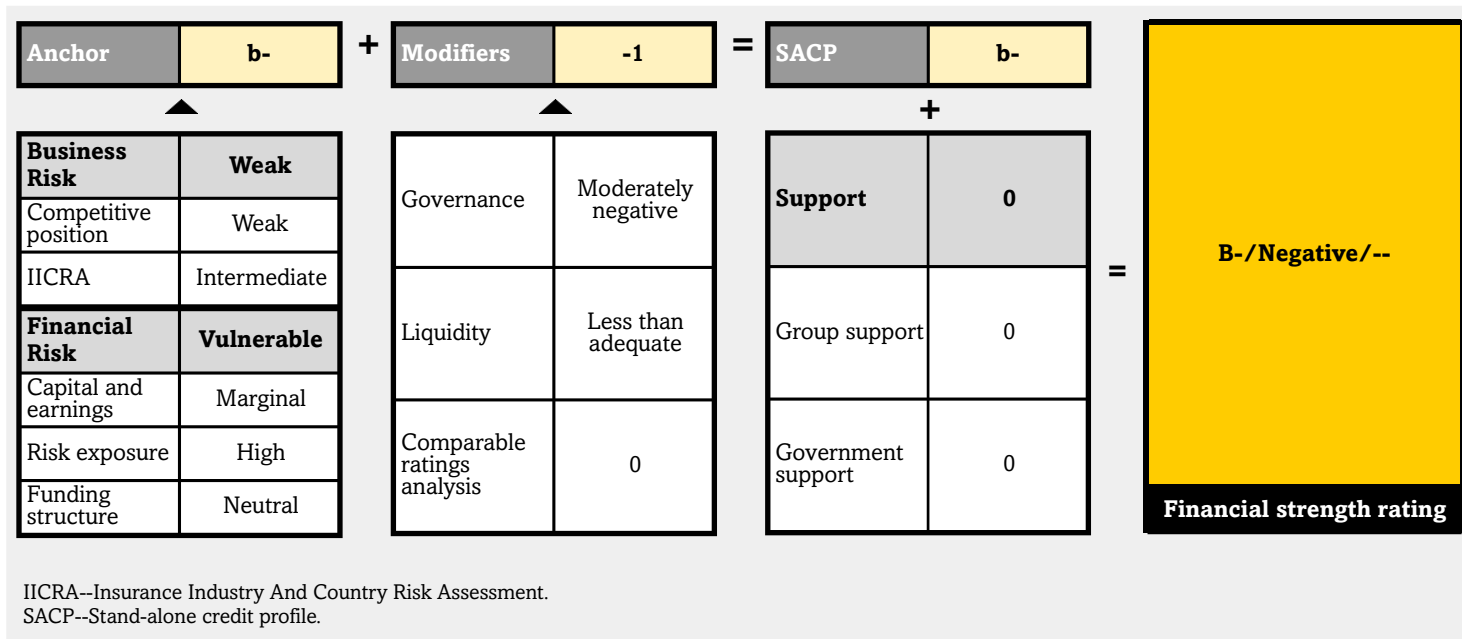 Anchor b- + Modifiers -1 = SACP b-
Business
Risk
Weak
Competitive
position
Weak
IICRA
Intermediate
Financial
Risk
Vulnerable
Capital and
earnings
Marginal
Risk exposure
High
Funding
structure
Neutral
Governance
Moderately
negative
Liquidity
Less than
adequate
Comparable
ratings
analysis
0
+
Support
0
Group support
0
Government
support
0
=
B-/Negative/--
Financial strength rating
IICRA--Insurance Industry And Country Risk Assessment.
SACP--Stand-alone credit profile.